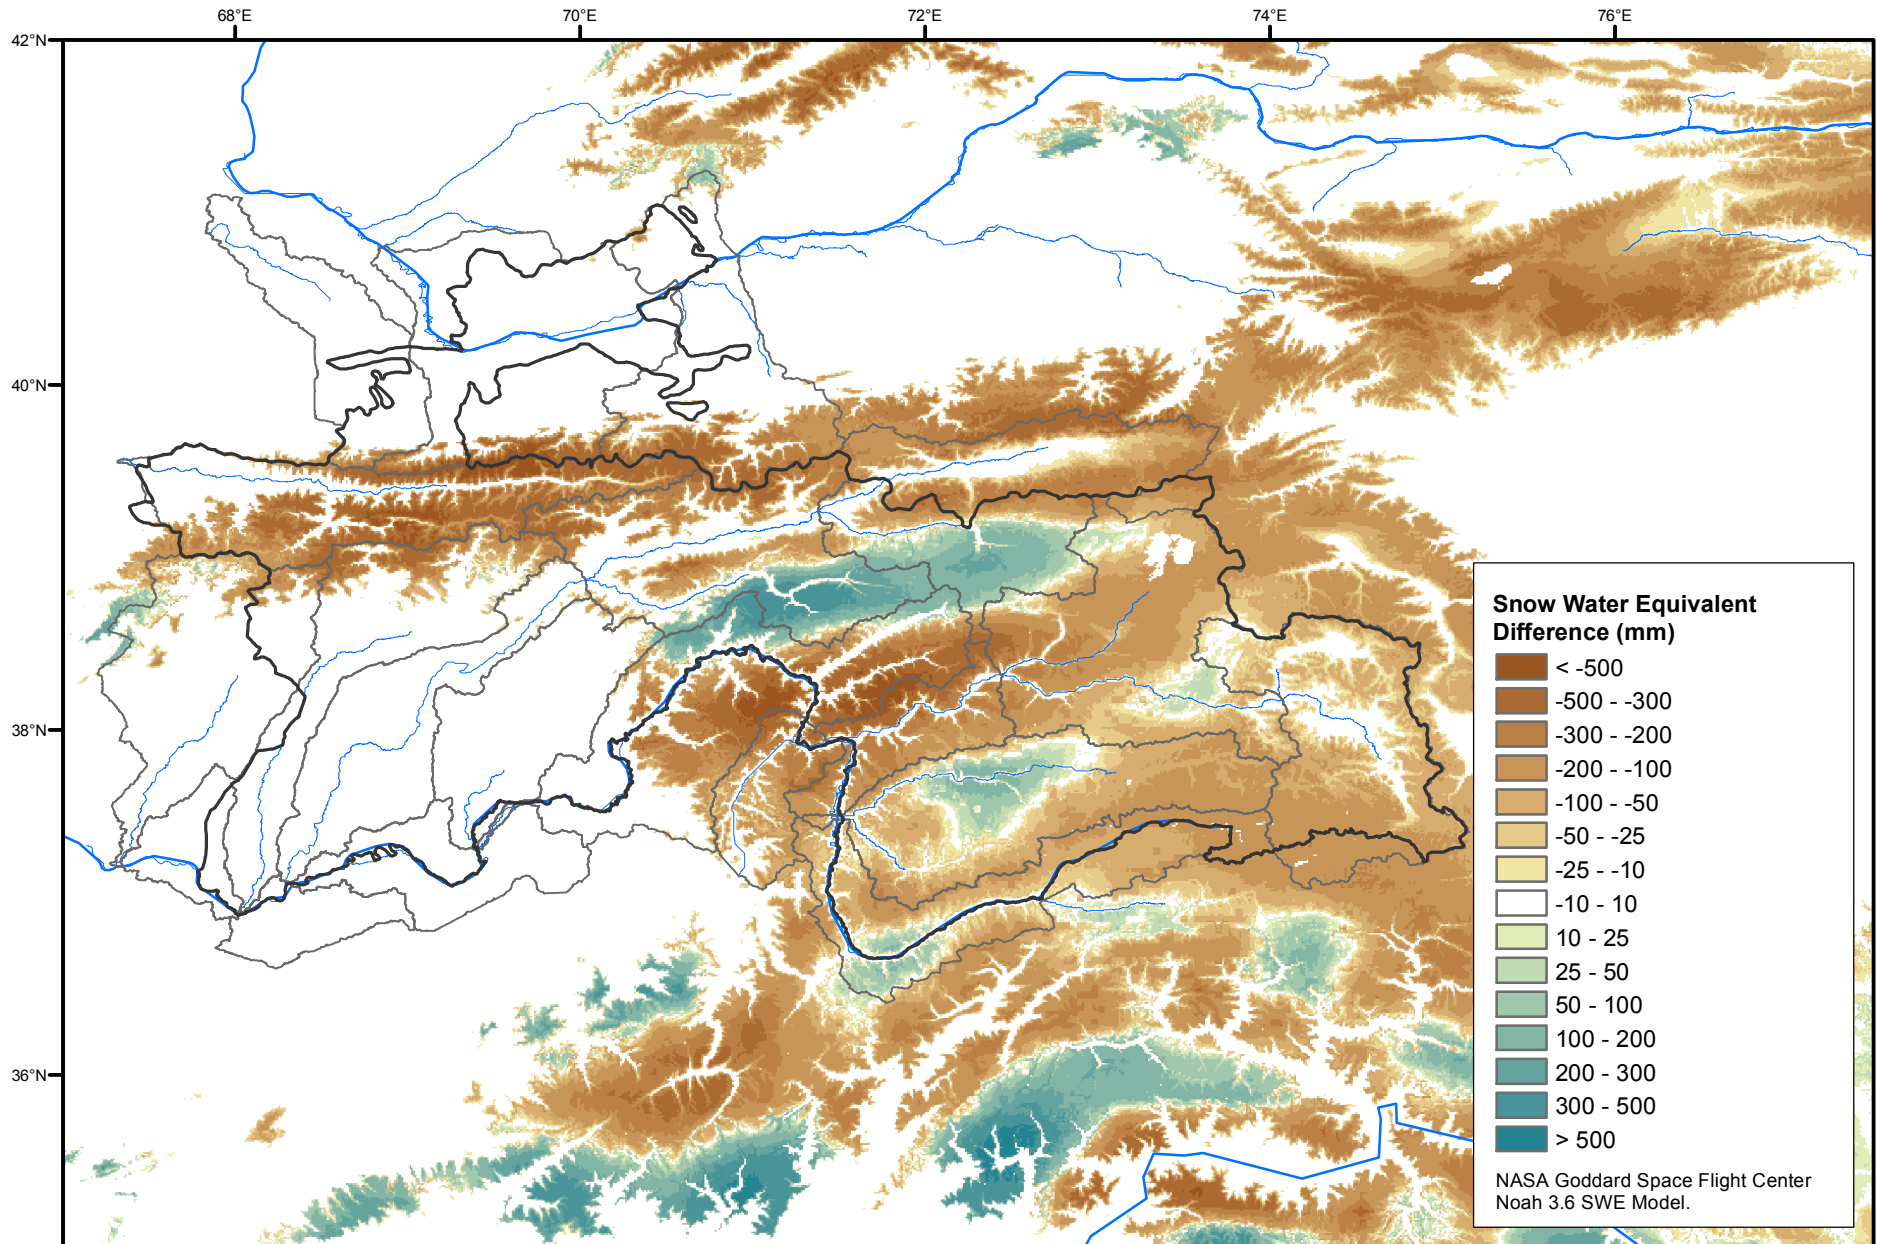 68°E 70°E 72°E 74°E 76°E
42°N
40°N
38°N
36°N
Snow Water Equivalent
Difference (mm)
< -500
-500 - -300
-300 - -200
-200 - -100
-100 - -50
-50 - -25
-25 - -10
-10 - 10
10 - 25
25 - 50
50 - 100
100 - 200
200 - 300
300 - 500
> 500
NASA Goddard Space Flight Center
Noah 3.6 SWE Model.